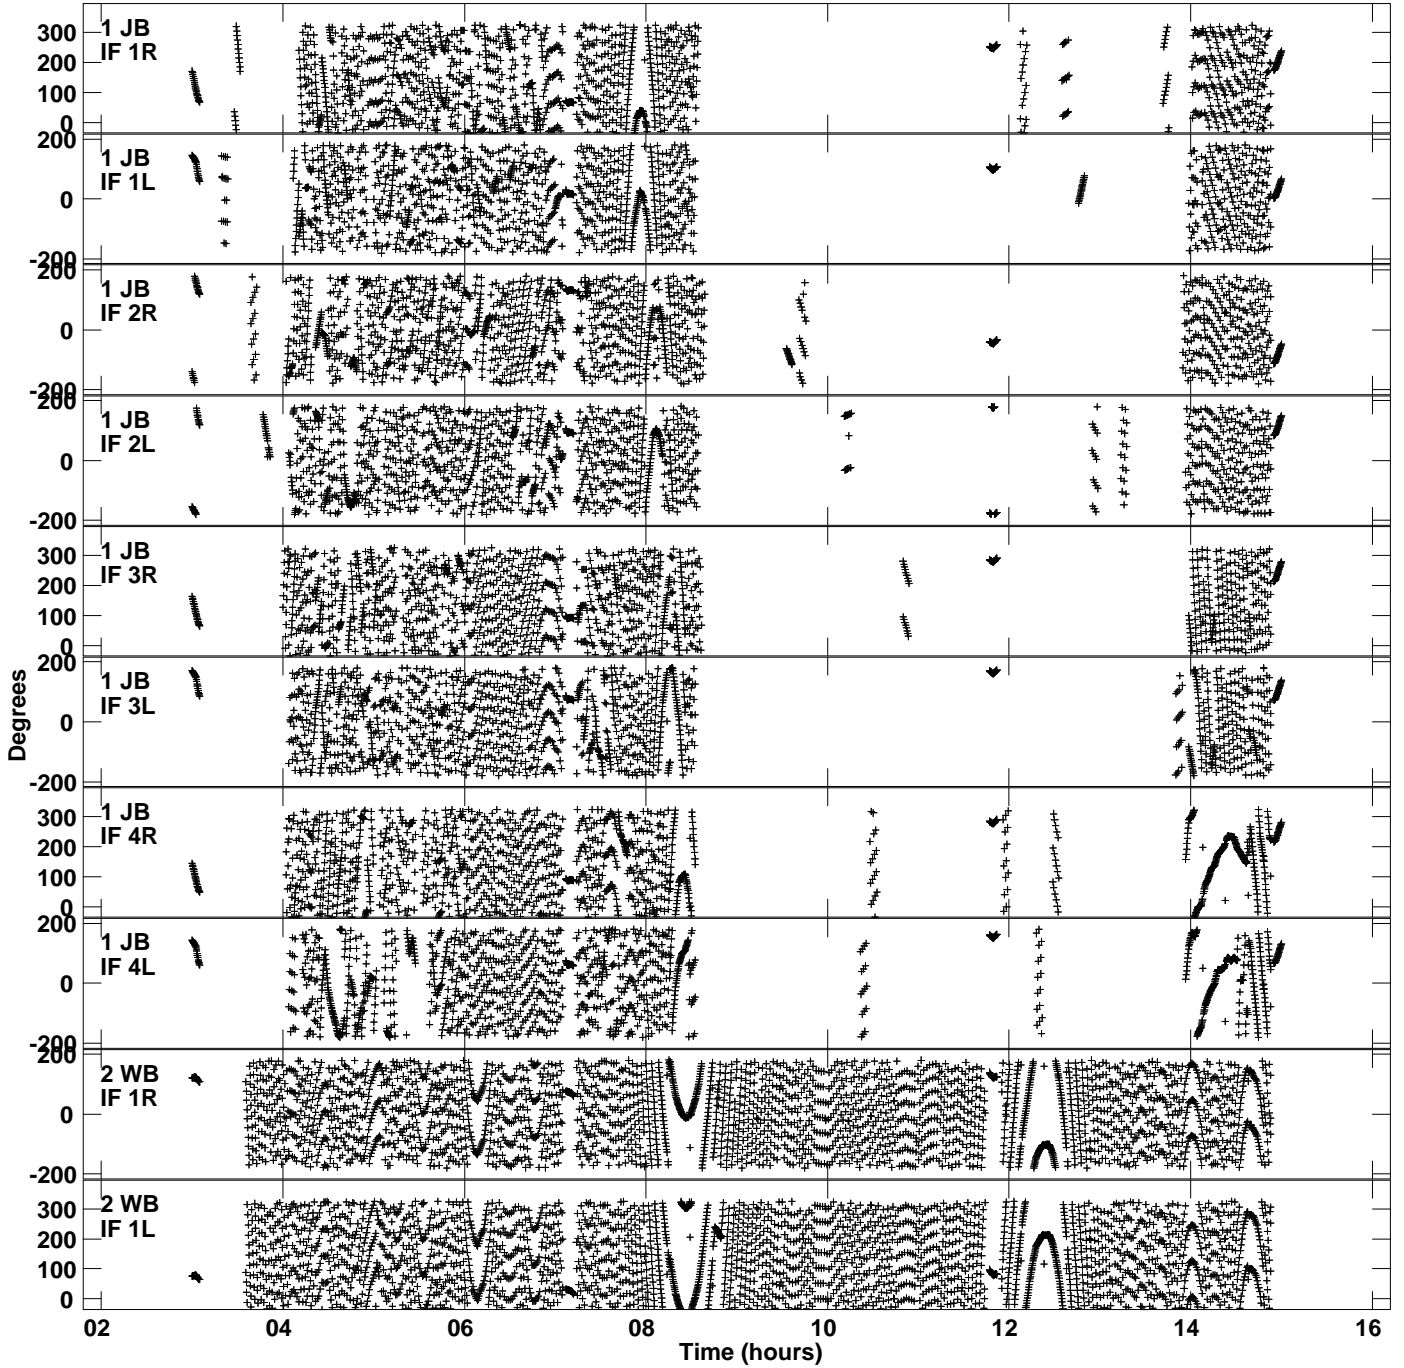 1 JB
IF 1R
300
200
100
0
1 JB
IF 1L
200
0
-200
1 JB
IF 2R
200
0
-200
1 JB
IF 2L
200
0
-200
1 JB
IF 3R
300
200
100
0
1 JB
IF 3L
200
0
-200
1 JB
IF 4R
300
200
100
0
1 JB
IF 4L
200
0
-200
2 WB
IF 1R
200
0
-200
2 WB
IF 1L
300
200
100
0
Degrees
02 04 06 08 10 12 14 16
Time (hours)